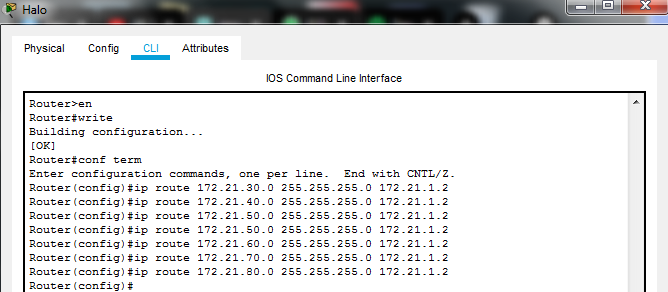 Halo
Physical Config CLI Attributes
IOS Command Line Interface
Router>en
Router#write
Building configuration...
[OK]
Router#conf term
Enter configuration commands, one per line.  End with CNTL/Z.
Router(config)#ip route 172.21.30.0 255.255.255.0 172.21.1.2
Router(config)#ip route 172.21.40.0 255.255.255.0 172.21.1.2
Router(config)#ip route 172.21.50.0 255.255.255.0 172.21.1.2
Router(config)#ip route 172.21.50.0 255.255.255.0 172.21.1.2
Router(config)#ip route 172.21.60.0 255.255.255.0 172.21.1.2
Router(config)#ip route 172.21.70.0 255.255.255.0 172.21.1.2
Router(config)#ip route 172.21.80.0 255.255.255.0 172.21.1.2
Router(config)#